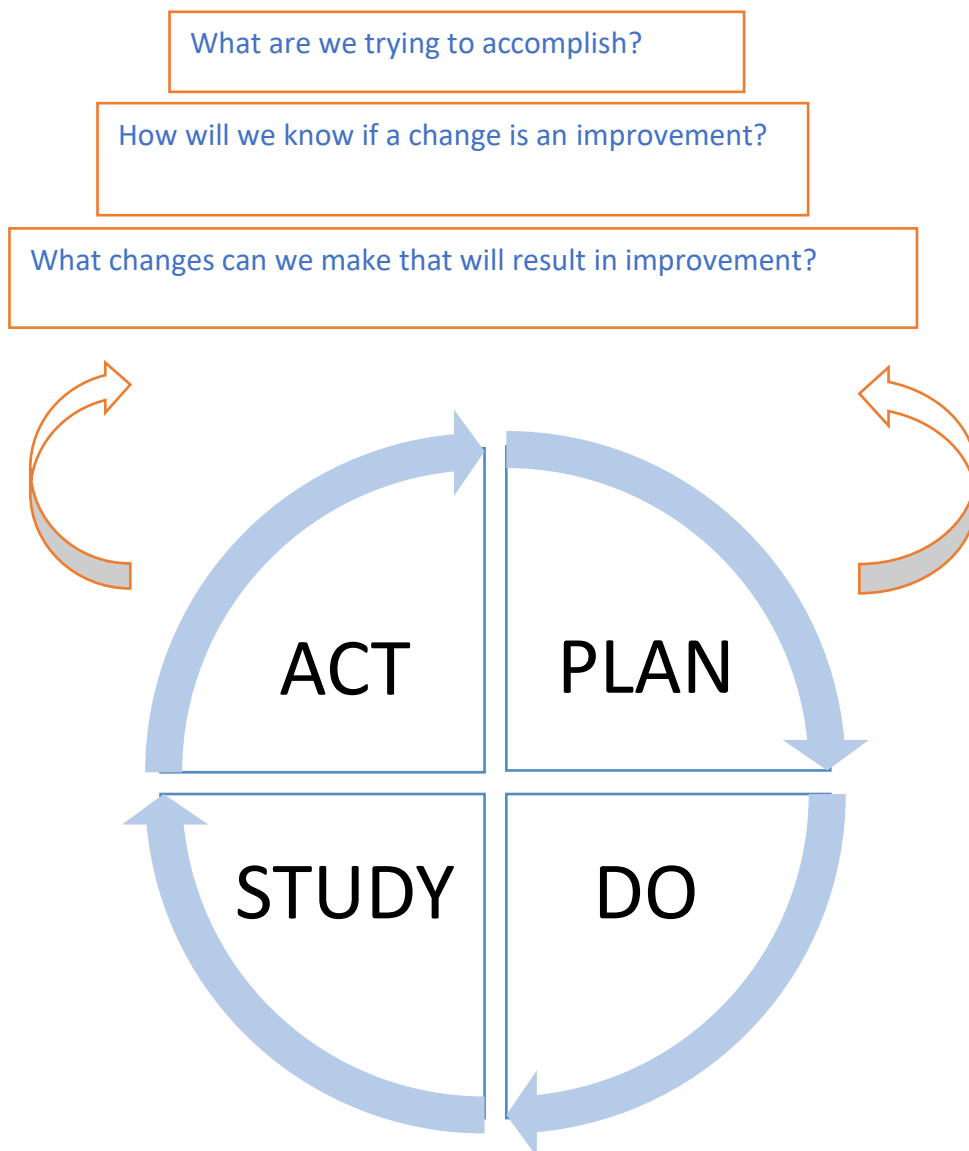 What are we trying to accomplish?
How will we know if a change is an improvement?
What changes can we make that will result in improvement?
ACT
PLAN
STUDY
DO